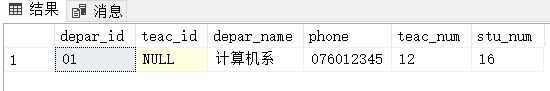 结果 消息
depar_id teac_id depar_name phone teac_num stu_num
1 01 NULL 计算机系 076012345 12 16